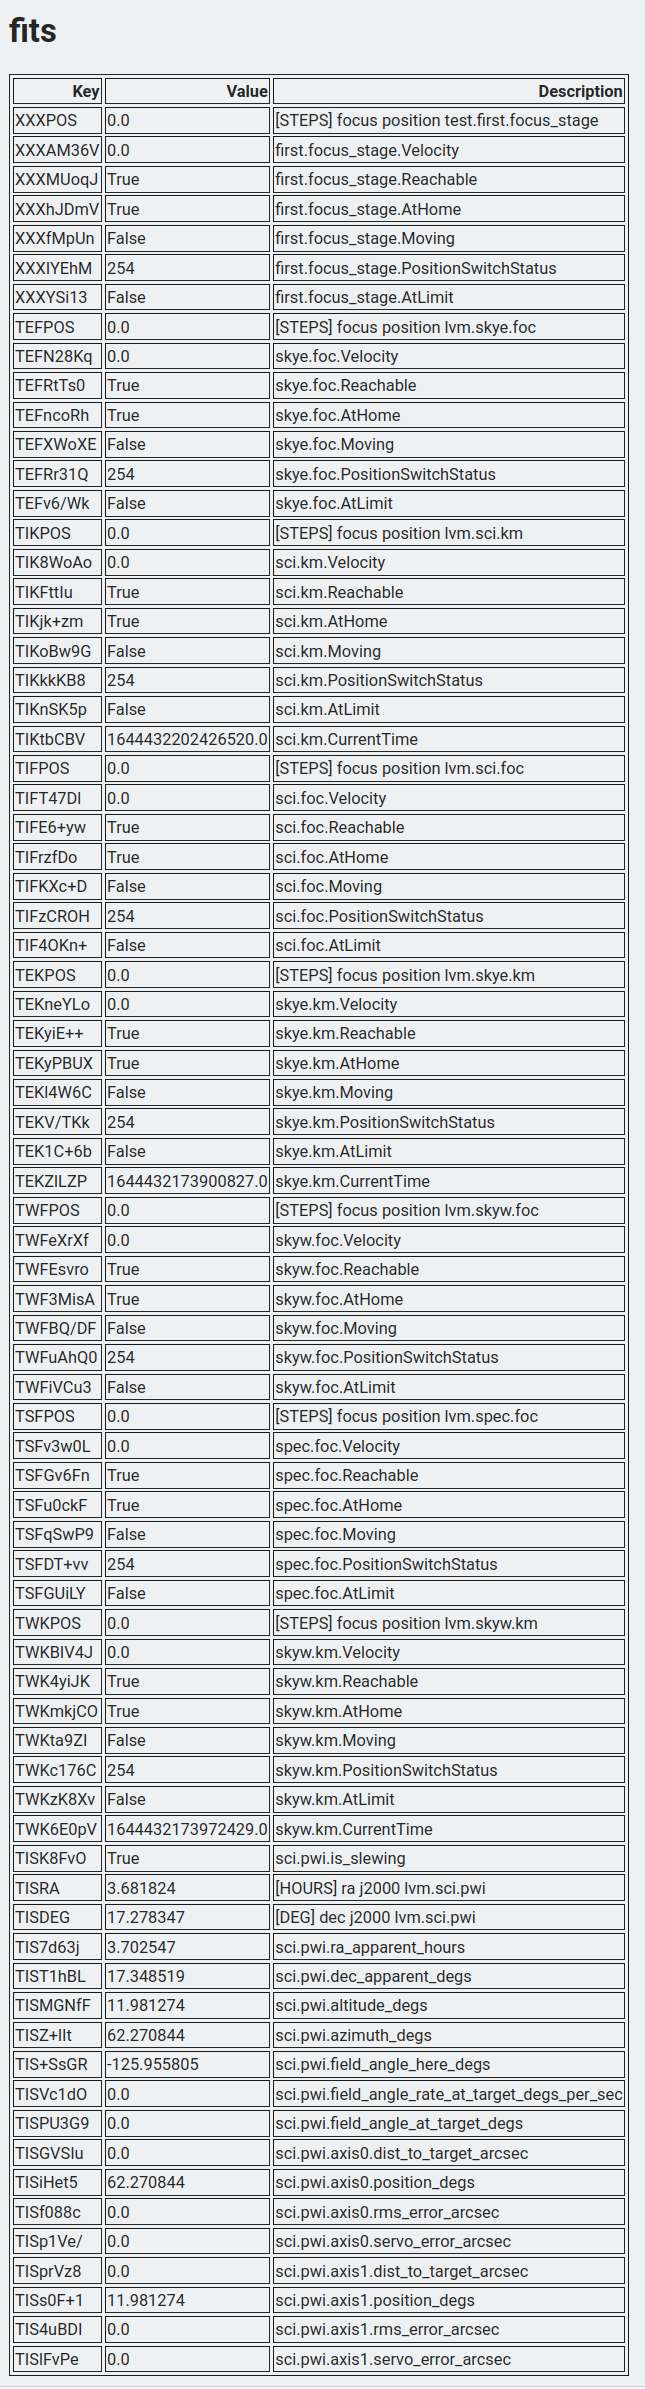 fits
Key Value Description
XXXPOS 0.0 [STEPS] focus position test.first.focus_stage
XXXAM36V 0.0 first.focus_stage.Velocity
XXXMUoqJ True first.focus_stage.Reachable
XXXhJDmV True first.focus_stage.AtHome
XXXfMpUn False first.focus_stage.Moving
XXXIYEhM 254 first.focus_stage.PositionSwitchStatus
XXXYSi13 False first.focus_stage.AtLimit
TEFPOS 0.0 [STEPS] focus position lvm.skye.foc
TEFN28Kq 0.0 skye.foc.Velocity
TEFRtTs0 True skye.foc.Reachable
TEFncoRh True skye.foc.AtHome
TEFXWoXE False skye.foc.Moving
TEFRr31Q 254 skye.foc.PositionSwitchStatus
TEFv6/Wk False skye.foc.AtLimit
TIKPOS 0.0 [STEPS] focus position lvm.sci.km
TIK8WoAo 0.0 sci.km.Velocity
TIKFttlu True sci.km.Reachable
TIKjk+zm True sci.km.AtHome
TIKoBw9G False sci.km.Moving
TIKkkKB8 254 sci.km.PositionSwitchStatus
TIKnSK5p False sci.km.AtLimit
TIKtbCBV 1644432202426520.0 sci.km.CurrentTime
TIFPOS 0.0 [STEPS] focus position lvm.sci.foc
TIFT47DI 0.0 sci.foc.Velocity
TIFE6+yw True sci.foc.Reachable
TIFrzfDo True sci.foc.AtHome
TIFKXc+D False sci.foc.Moving
TIFzCROH 254 sci.foc.PositionSwitchStatus
TIF4OKn+ False sci.foc.AtLimit
TEKPOS 0.0 [STEPS] focus position lvm.skye.km
TEKneYLo 0.0 skye.km.Velocity
TEKyiE++ True skye.km.Reachable
TEKyPBUX True skye.km.AtHome
TEKI4W6C False skye.km.Moving
TEKV/TKk 254 skye.km.PositionSwitchStatus
TEK1C+6b False skye.km.AtLimit
TEKZILZP 1644432173900827.0 skye.km.CurrentTime
TWFPOS 0.0 [STEPS] focus position lvm.skyw.foc
TWFeXrXf 0.0 skyw.foc.Velocity
TWFEsvro True skyw.foc.Reachable
TWF3MisA True skyw.foc.AtHome
TWFBQ/DF False skyw.foc.Moving
TWFuAhQ0 254 skyw.foc.PositionSwitchStatus
TWFiVCu3 False skyw.foc.AtLimit
TSFPOS 0.0 [STEPS] focus position lvm.spec.foc
TSFv3w0L 0.0 spec.foc.Velocity
TSFGv6Fn True spec.foc.Reachable
TSFu0ckF True spec.foc.AtHome
TSFqSwP9 False spec.foc.Moving
TSFDT+vv 254 spec.foc.PositionSwitchStatus
TSFGUiLY False spec.foc.AtLimit
TWKPOS 0.0 [STEPS] focus position lvm.skyw.km
TWKBIV4J 0.0 skyw.km.Velocity
TWK4yiJK True skyw.km.Reachable
TWKmkjCO True skyw.km.AtHome
TWKta9ZI False skyw.km.Moving
TWKc176C 254 skyw.km.PositionSwitchStatus
TWKzK8Xv False skyw.km.AtLimit
TWK6E0pV 1644432173972429.0 skyw.km.CurrentTime
TISK8FvO True sci.pwi.is_slewing
TISRA 3.681824 [HOURS] ra j2000 lvm.sci.pwi
TISDEG 17.278347 [DEG] dec j2000 lvm.sci.pwi
TIS7d63j 3.702547 sci.pwi.ra_apparent_hours
TIST1hBL 17.348519 sci.pwi.dec_apparent_degs
TISMGNfF 11.981274 sci.pwi.altitude_degs
TISZ+lIt 62.270844 sci.pwi.azimuth_degs
TIS+SsGR -125.955805 sci.pwi.field_angle_here_degs
TISVc1dO 0.0 sci.pwi.field_angle_rate_at_target_degs_per_sec
TISPU3G9 0.0 sci.pwi.field_angle_at_target_degs
TISGVSlu 0.0 sci.pwi.axis0.dist_to_target_arcsec
TISiHet5 62.270844 sci.pwi.axis0.position_degs
TISf088c 0.0 sci.pwi.axis0.rms_error_arcsec
TISp1Ve/ 0.0 sci.pwi.axis0.servo_error_arcsec
TISprVz8 0.0 sci.pwi.axis1.dist_to_target_arcsec
TISs0F+1 11.981274 sci.pwi.axis1.position_degs
TIS4uBDI 0.0 sci.pwi.axis1.rms_error_arcsec
TISIFvPe 0.0 sci.pwi.axis1.servo_error_arcsec